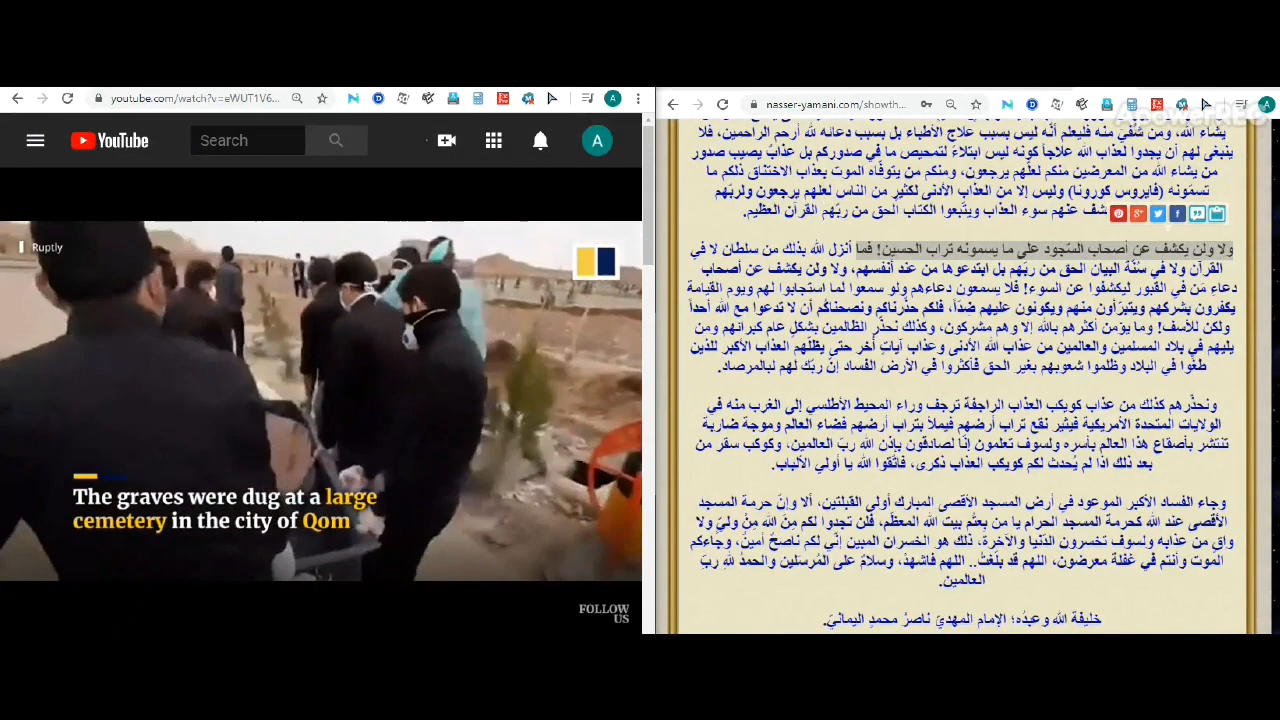 youtube.com/watch?v=eWUT1V6...
YouTube
Search
A
Ruptly
The graves were dug at a large
cemetery in the city of Qom
FOLLOW
US
nasser-yamani.com/showth...
ApowerREC
يشاء الله، ومن شُفي منه فليعلم أنّه ليس بسبب علاج الأطباء بل بسبب دعائه لله أرحم الراحمين، فلا
ينبغي لهم أن يجدوا لعذاب الله علاجاً كونه ليس ابتلاءً لتمحيص ما في صدوركم بل عذابٌ يصيب صدور
من يشاء الله من المعرضين منكم لعلّهم يرجعون، ومنكم من يتوفّاه الموت بعذاب الاختناق ذلكم ما
تسمّونه (فايروس كورونا) وليس إلا من العذاب الأدنى لكثيرٍ من الناس لعلهم يرجعون ولربّهم
شف عنهم سوء العذاب ويتّبعوا الكتاب الحق من ربّهم القرآن العظيم.
ولا ولن يكشف عن أصحاب السّجود على ما يسمونه تراب الحسين! فما أنزل الله بذلك من سلطان لا في
القرآن ولا في سنّة البيان الحق من ربّهم بل ابتدعوها من عند أنفسهم، ولا ولن يكشف عن أصحاب
دعاءِ مَن في القبور ليكشفوا عن السوء! فلا يسمعون دعاءهم ولو سمعوا لما استجابوا لهم ويوم القيامة
يكفرون بشركهم ويتبرّأون منهم ويكونون عليهم ضِدّاً، فلكم حذّرناكم ونصحناكُم أن لا تدعوا مع الله أحداً
ولكن للأسف! وما يؤمن أكثرهم بالله إلا وهم مشركون، وكذلك نحذّر الظالمين بشكلٍ عام كبرائهم ومن
يليهم في بلاد المسلمين والعالمين من عذاب الله الأدنى وعذاب آياتٍ أُخر حتى يظلّهم العذاب الأكبر للذين
طغوا في البلاد وظلموا شعوبهم بغير الحق فأكثروا في الأرض الفساد إنّ ربّك لهم لبالمرصاد.
ونحذّرهم كذلك من عذاب كويكب العذاب الراجفة ترجف وراء المحيط الأطلسي إلى الغرب منه في
الولايات المتحدة الأمريكية فيثير نقع تراب أرضهم فيملأ بتراب أرضهم فضاء العالم وموجة ضاربة
تنتشر بأصقاع هذا العالم بأسره ولسوف تعلمون إنّا لصادقون بإذن الله ربّ العالمين، وكوكب سقر من
بعد ذلك اذا لم يُحدث لكم كويكب العذاب ذكرى، فاتّقوا الله يا أولي الألباب.
وجاء الفساد الأكبر الموعود في أرض المسجد الأقصى المبارك أولى القبلتين، ألا وإنّ حرمة المسجد
الأقصى عند الله كحرمة المسجد الحرام يا من بعتُم بيت الله المعظّم، فلن تجدوا لكم مِنَ الله مِنْ وليٍّ ولا
واقٍ من عذابه ولسوف تخسرون الدّنيا والآخرة، ذلك هو الخسران المبين إنّي لكم ناصحٌ أمينٌ، وجاءكم
الموت وأنتم في غفلة معرضون، اللهم قد بلّغتُ.. اللهم فاشهدْ، وسلامٌ على المُرسَلين والحمدُ للهِ ربِّ
العالمين.
خليفة الله وعبدُه؛ الإمام المهديّ ناصرُ محمدٍ اليمانيّ.